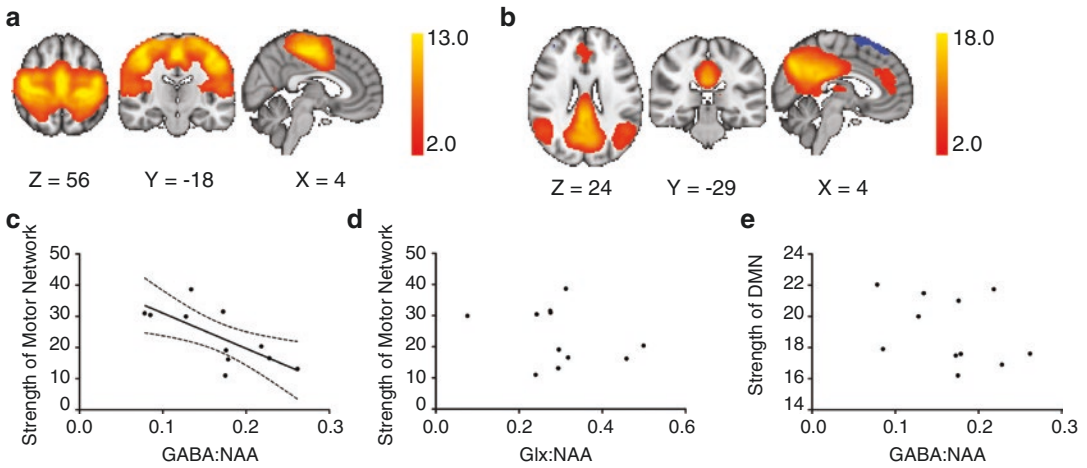 a
13.0
2.0
Z = 56
Y = -18
X = 4
b
18.0
2.0
Z = 24
Y = -29
X = 4
c
Strength of Motor Network
50
40
30
20
10
0
0.0
0.1
0.2
0.3
GABA:NAA
d
Strength of Motor Network
50
40
30
20
10
0
0.0
0.2
0.4
0.6
Glx:NAA
e
Strength of DMN
24
22
20
18
16
14
0.0
0.1
0.2
0.3
GABA:NAA